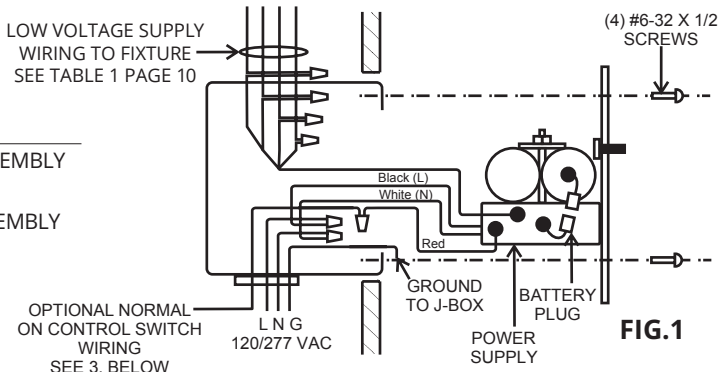 LOW VOLTAGE SUPPLY
WIRING TO FIXTURE
SEE TABLE 1 PAGE 10
(4) #6-32 X 1/2
SCREWS
EMBLY
EMBLY
Black (L)
White (N)
Red
OPTIONAL NORMAL
ON CONTROL SWITCH
WIRING
SEE 3. BELOW
L N G
120/277 VAC
GROUND
TO J-BOX
POWER
SUPPLY
BATTERY
PLUG
FIG.1